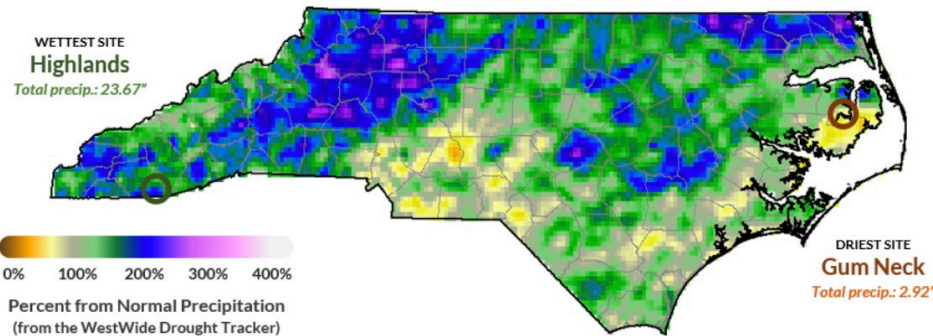 WETTEST SITE
Highlands
Total precip.: 23.67"
0% 100% 200% 300% 400%
Percent from Normal Precipitation
(from the WestWide Drought Tracker)
DRIEST SITE
Gum Neck
Total precip.: 2.92"